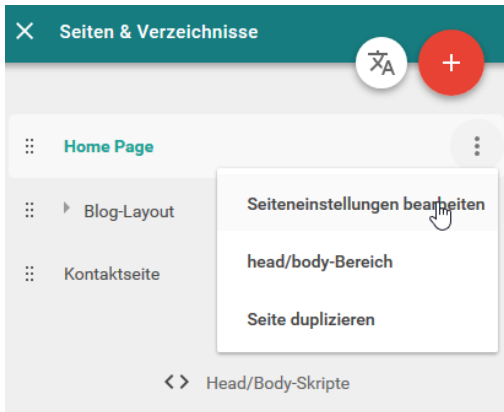 Seiten & Verzeichnisse
Home Page
Seiteneinstellungen bearbeiten
Blog-Layout
head/body-Bereich
Kontaktseite
Seite duplizieren
Head/Body-Skripte